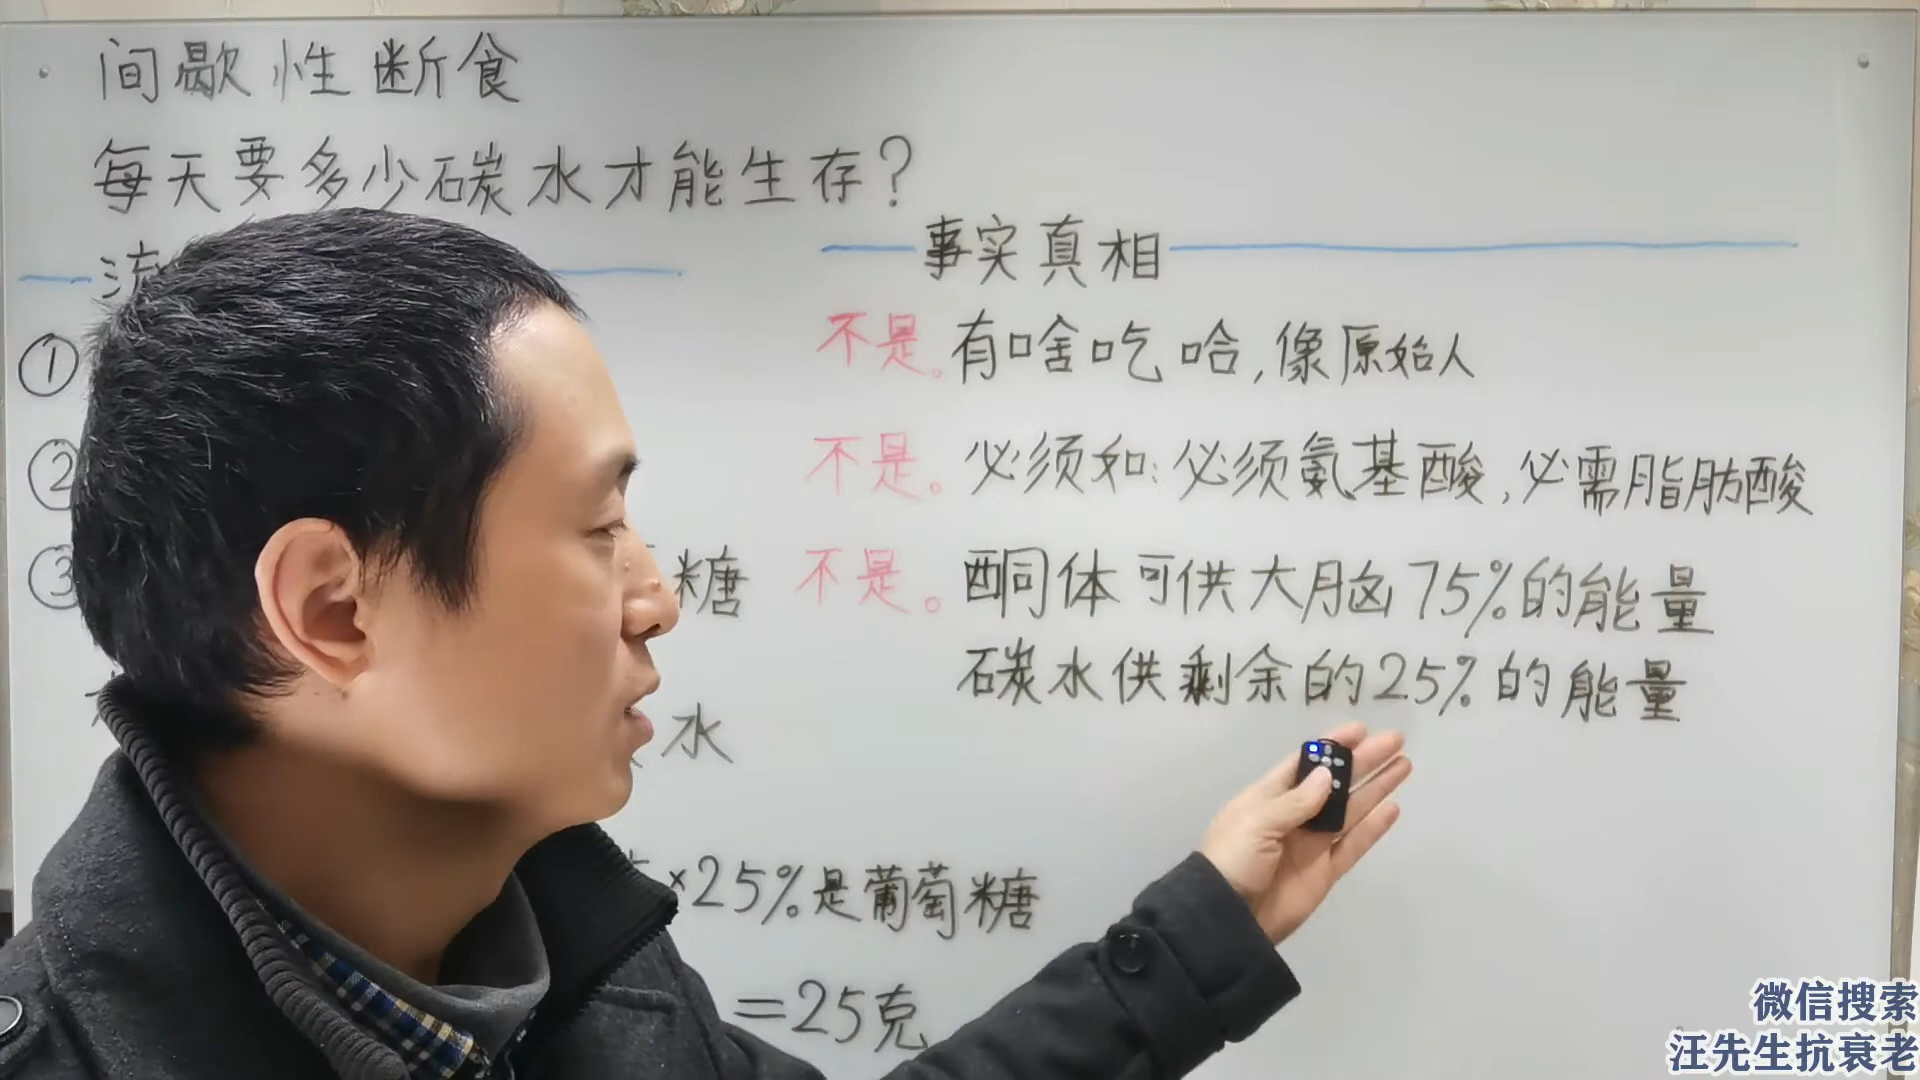 间歇性断食
每天要多少碳水才能生存?
流
事实真相
①
不是。有啥吃啥,像原始人
②
不是。必须如:必须氨基酸,必需脂肪酸
③
糖
不是。酮体可供大脑75%的能量
碳水供剩余的25%的能量
水
×25%是葡萄糖
=25克
微信搜索
汪先生抗衰老